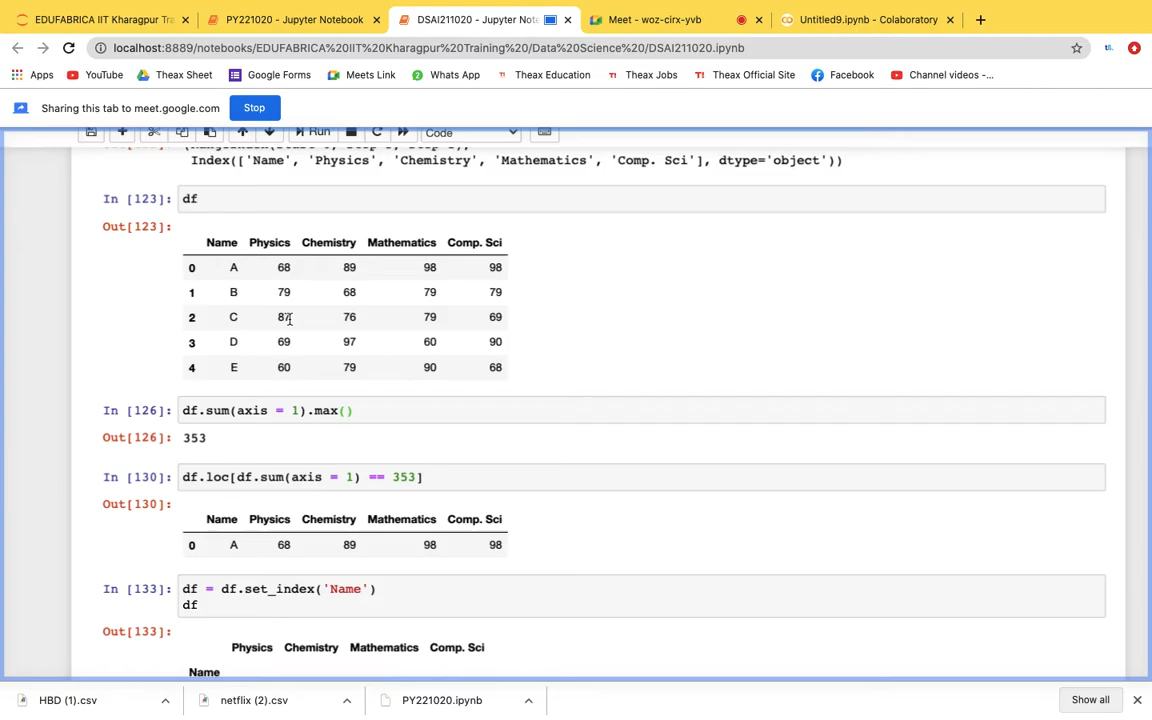 EDUFABRICA IIT Kharagpur Tra
PY221020 - Jupyter Notebook
DSAI211020 - Jupyter Note
Meet - woz-cirx-yvb
Untitled9.ipynb - Colaboratory
localhost:8889/notebooks/EDUFABRICA%20IIT%20Kharagpur%20Training%20/Data%20Science%20/DSAI211020.ipynb
Apps YouTube Theax Sheet Google Forms Meets Link Whats App Theax Education Theax Jobs Theax Official Site Facebook Channel videos -...
Sharing this tab to meet.google.com Stop
Run Code
Index(['Name', 'Physics', 'Chemistry', 'Mathematics', 'Comp. Sci'], dtype='object'))
In [123]: df
Out[123]:
Name Physics Chemistry Mathematics Comp. Sci
0 A 68 89 98 98
1 B 79 68 79 79
2 C 87 76 79 69
3 D 69 97 60 90
4 E 60 79 90 68
In [126]: df.sum(axis = 1).max()
Out[126]: 353
In [130]: df.loc[df.sum(axis = 1) == 353]
Out[130]:
Name Physics Chemistry Mathematics Comp. Sci
0 A 68 89 98 98
In [133]: df = df.set_index('Name')
df
Out[133]:
Physics Chemistry Mathematics Comp. Sci
Name
HBD (1).csv netflix (2).csv PY221020.ipynb Show all